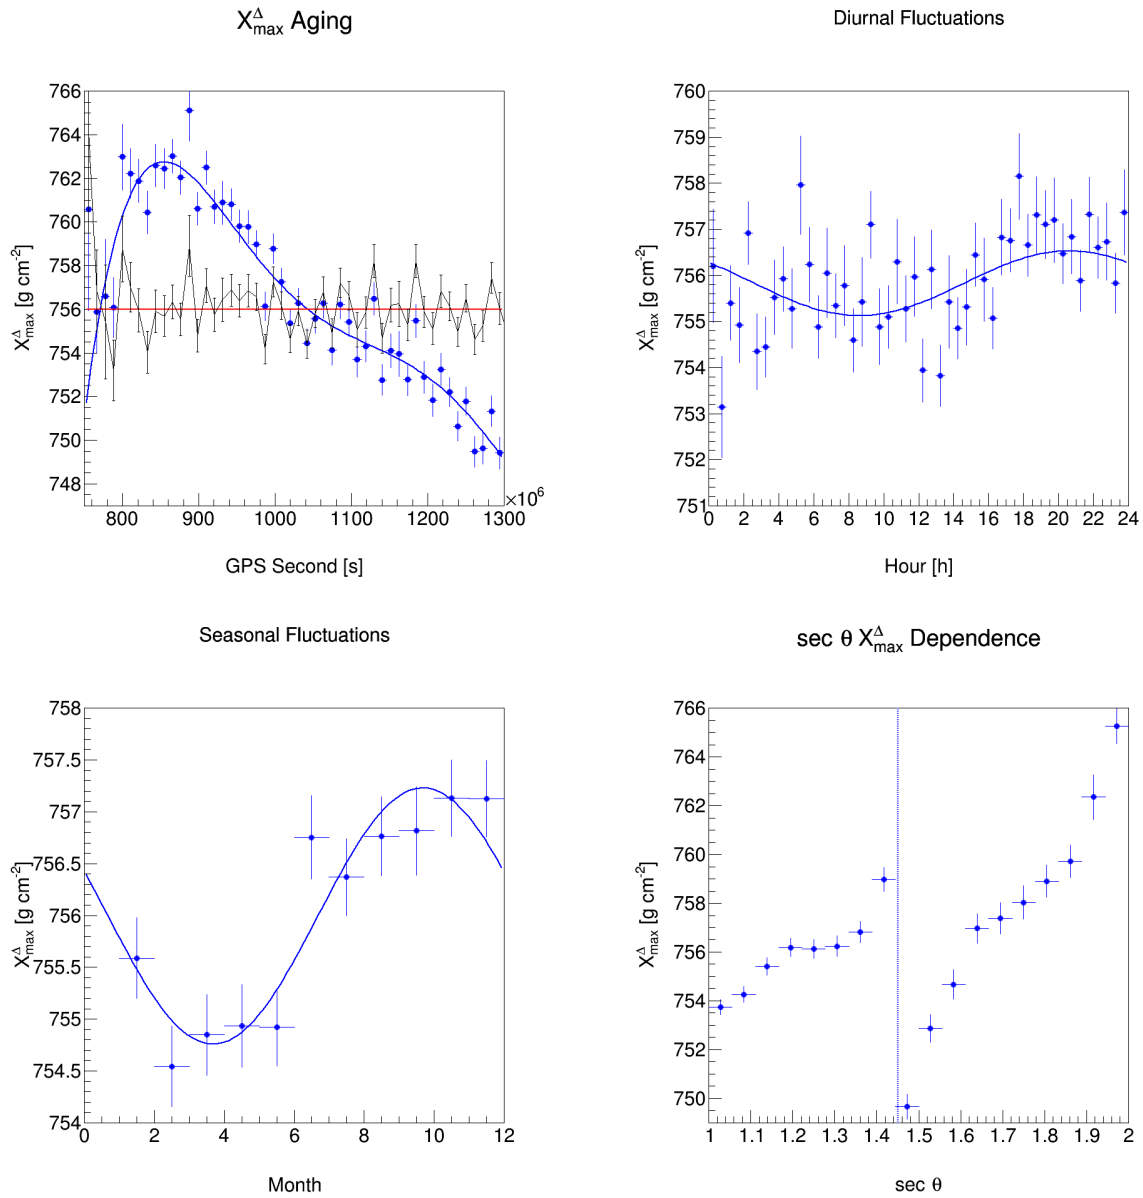 X^Δ_max Aging
766
764
762
760
758
756
754
752
750
748
X^Δ_max [g cm^-2]
800 900 1000 1100 1200 1300
×10^6
GPS Second [s]
Diurnal Fluctuations
760
759
758
757
756
755
754
753
752
751
X^Δ_max [g cm^-2]
0 2 4 6 8 10 12 14 16 18 20 22 24
Hour [h]
Seasonal Fluctuations
758
757.5
757
756.5
756
755.5
755
754.5
754
X^Δ_max [g cm^-2]
0 2 4 6 8 10 12
Month
sec θ X^Δ_max Dependence
766
764
762
760
758
756
754
752
750
X^Δ_max [g cm^-2]
1 1.1 1.2 1.3 1.4 1.5 1.6 1.7 1.8 1.9 2
sec θ